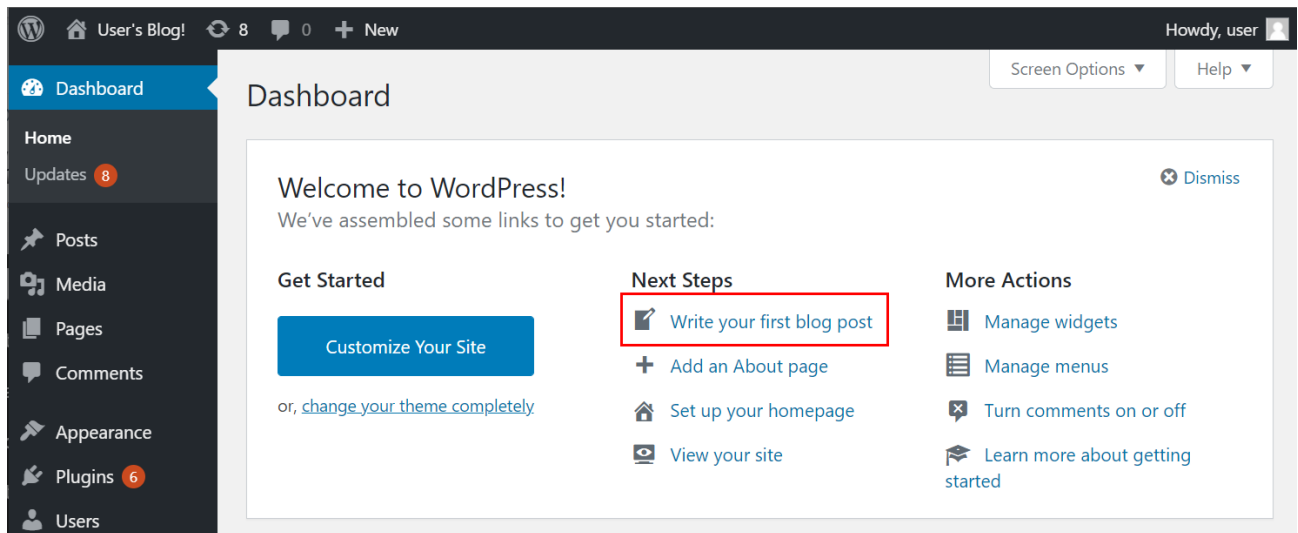 User's Blog! 8 0 New Howdy, user
Screen Options Help
Dashboard
Home
Updates 8
Posts
Media
Pages
Comments
Appearance
Plugins 6
Users
Dashboard
Welcome to WordPress!
We've assembled some links to get you started:
Dismiss
Get Started
Customize Your Site
or, change your theme completely
Next Steps
Write your first blog post
Add an About page
Set up your homepage
View your site
More Actions
Manage widgets
Manage menus
Turn comments on or off
Learn more about getting
started